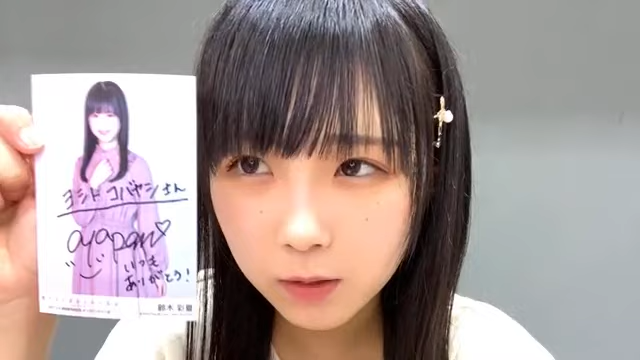 ヨシド コバヤシさん
ayapan♡
いつも
ありがとう!
鈴木 彩華